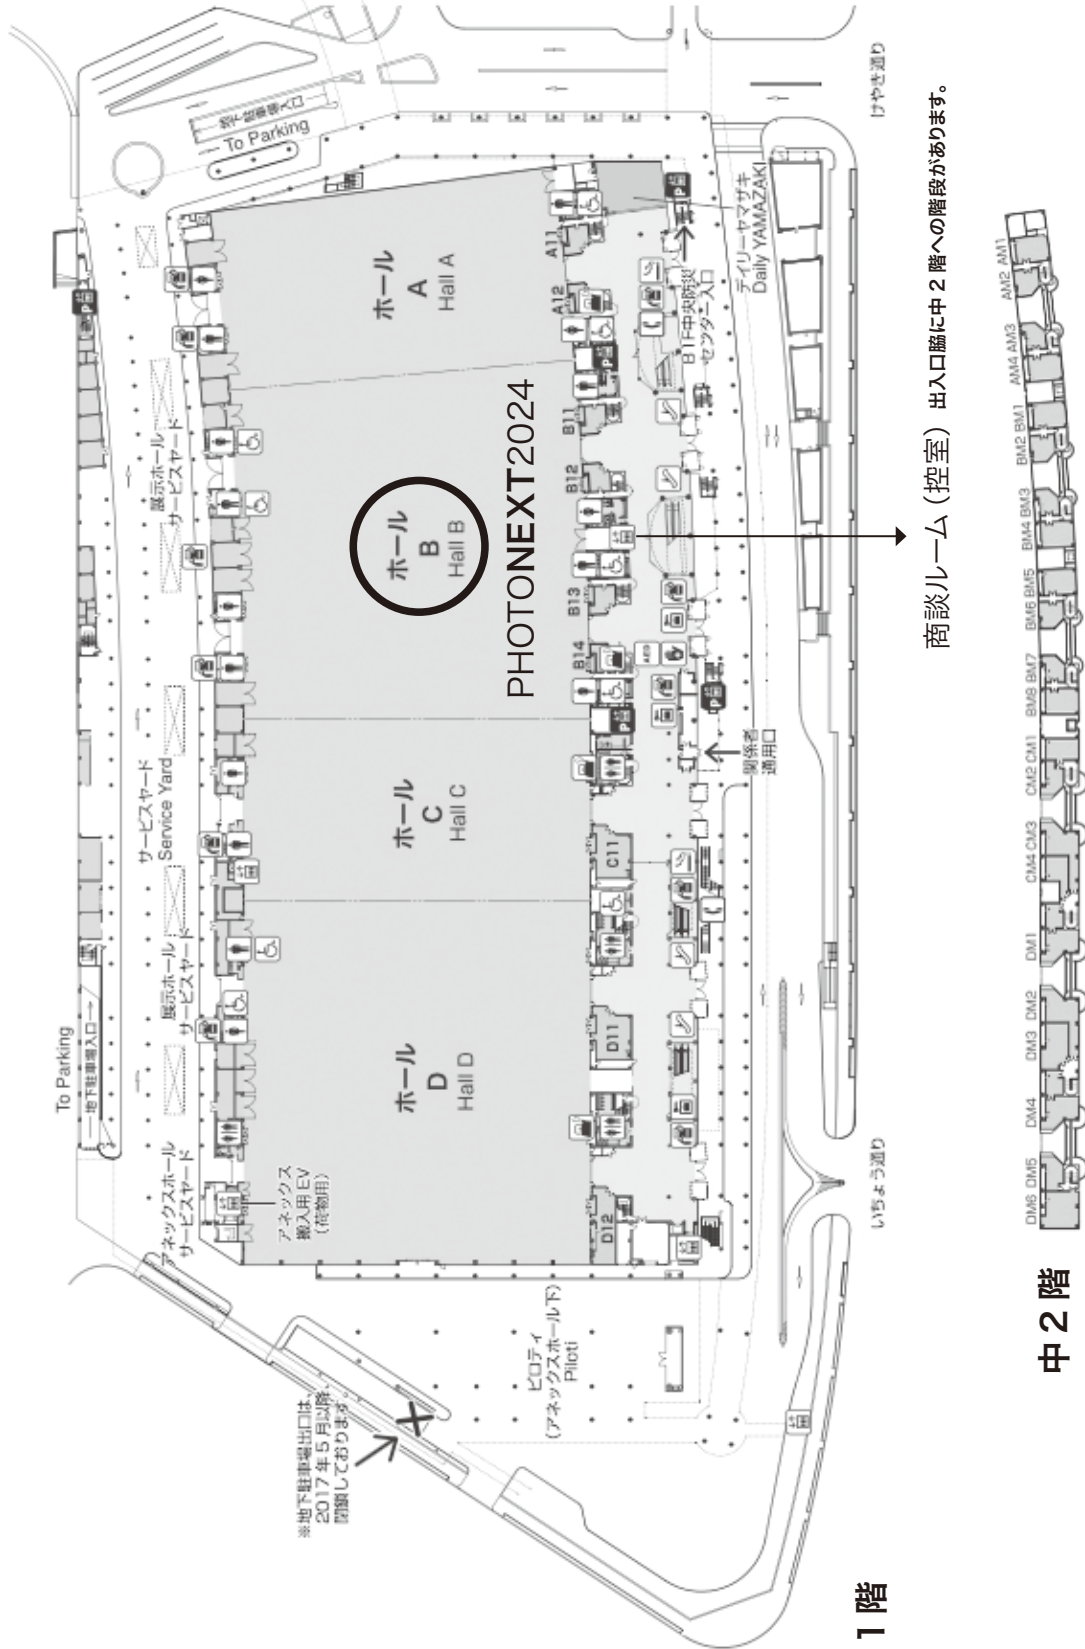 To Parking
地下駐車場入口
To Parking
地下駐車場入口
アネックスホール
サービスヤード
展示ホール
サービスヤード
サービスヤード
Service Yard
展示ホール
サービスヤード
アネックス
搬入用 EV
(荷物用)
ホール
D
Hall D
ホール
C
Hall C
ホール
B
Hall B
ホール
A
Hall A
PHOTONEXT2024
D12
D11
C11
B14
B13
B12
B11
A12
A11
AED
関係者
通用口
B1F中央防災
センター入口
デイリーヤマザキ
Daily YAMAZAKI
※地下駐車場出口は、
2017年5月以降、
閉鎖しております。
ピロティ
(アネックスホール下)
Piloti
いちょう通り
けやき通り
1階
商談ルーム(控室) 出入口脇に中2階への階段があります。
中2階
DM6 DM5 DM4 DM3 DM2 DM1 CM4 CM3 CM2 CM1 BM8 BM7 BM6 BM5 BM4 BM3 BM2 BM1 AM4 AM3 AM2 AM1